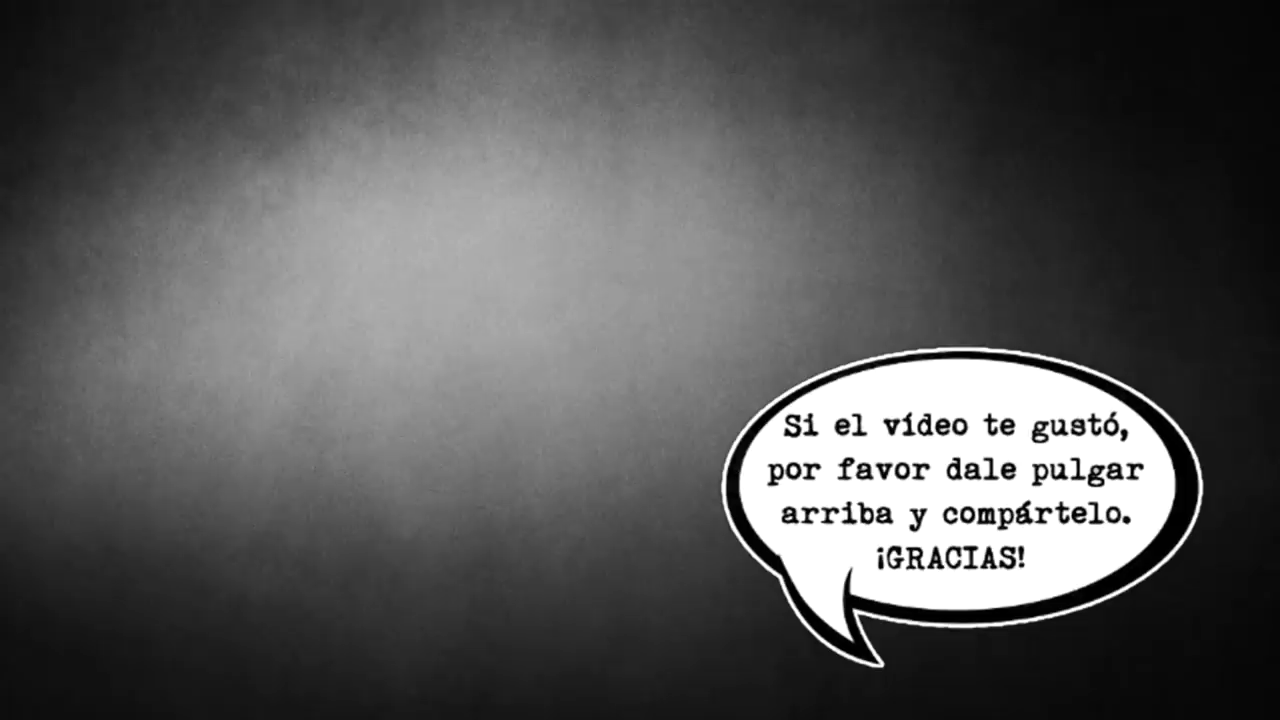 Si el vídeo te gustó,
por favor dale pulgar
arriba y compártelo.
¡GRACIAS!